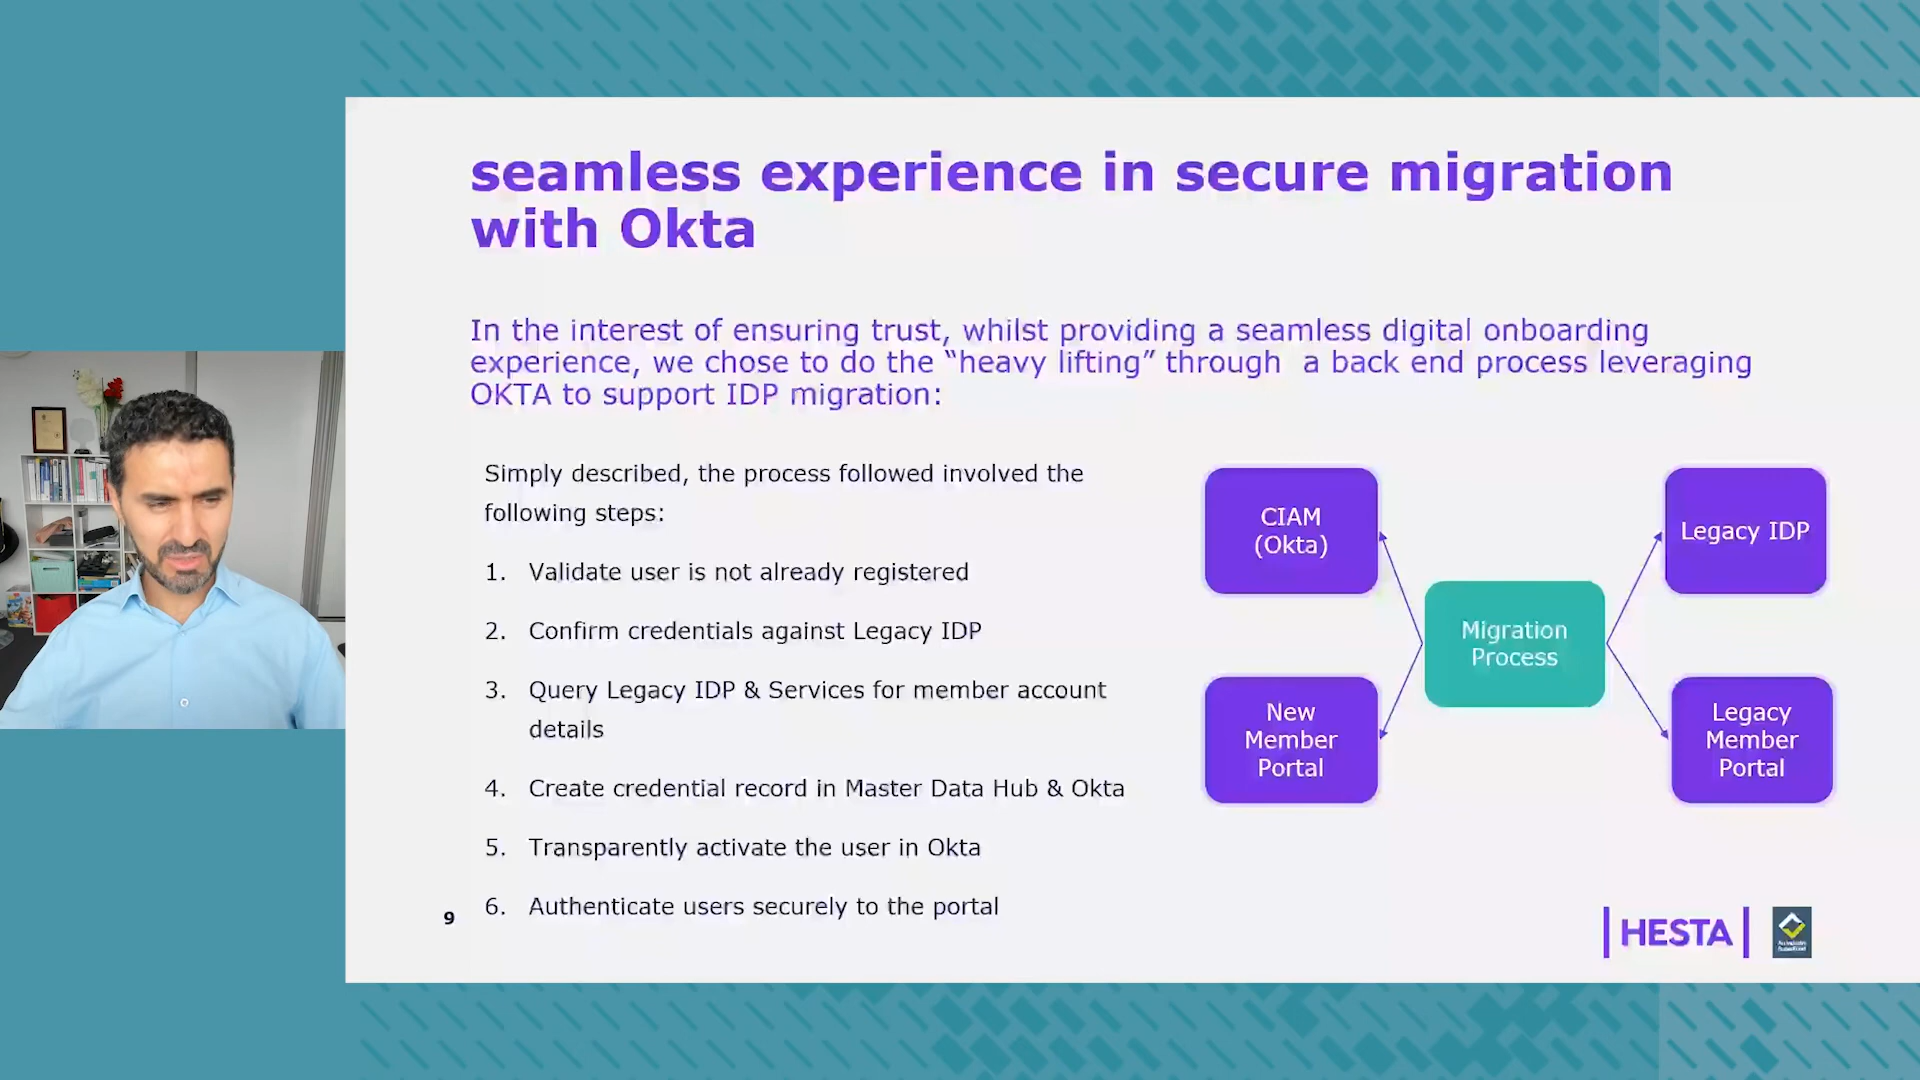 seamless experience in secure migration
with Okta
In the interest of ensuring trust, whilst providing a seamless digital onboarding
experience, we chose to do the “heavy lifting” through  a back end process leveraging
OKTA to support IDP migration:
Simply described, the process followed involved the
following steps:
1. Validate user is not already registered
2. Confirm credentials against Legacy IDP
3. Query Legacy IDP & Services for member account
details
4. Create credential record in Master Data Hub & Okta
5. Transparently activate the user in Okta
6. Authenticate users securely to the portal
CIAM
(Okta)
Legacy IDP
Migration
Process
New
Member
Portal
Legacy
Member
Portal
9
HESTA